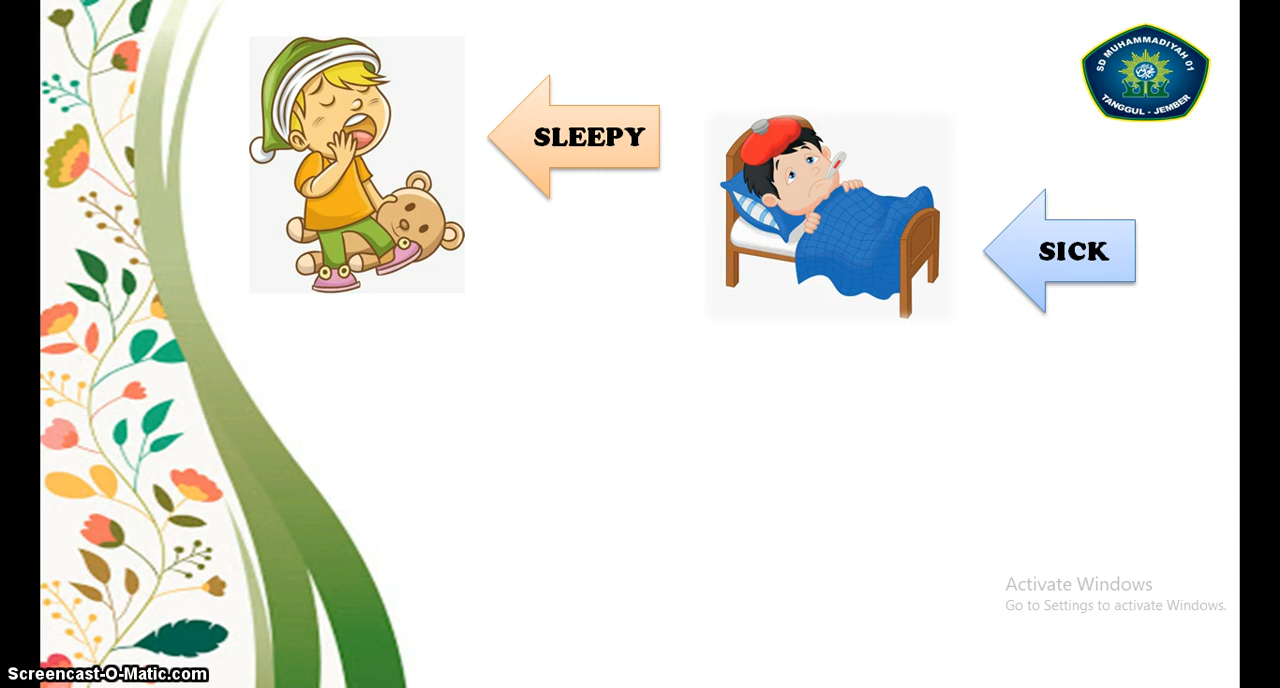 SD MUHAMMADIYAH 01
TANGGUL - JEMBER
SLEEPY
SICK
Activate Windows
Go to Settings to activate Windows.
Screencast-O-Matic.com